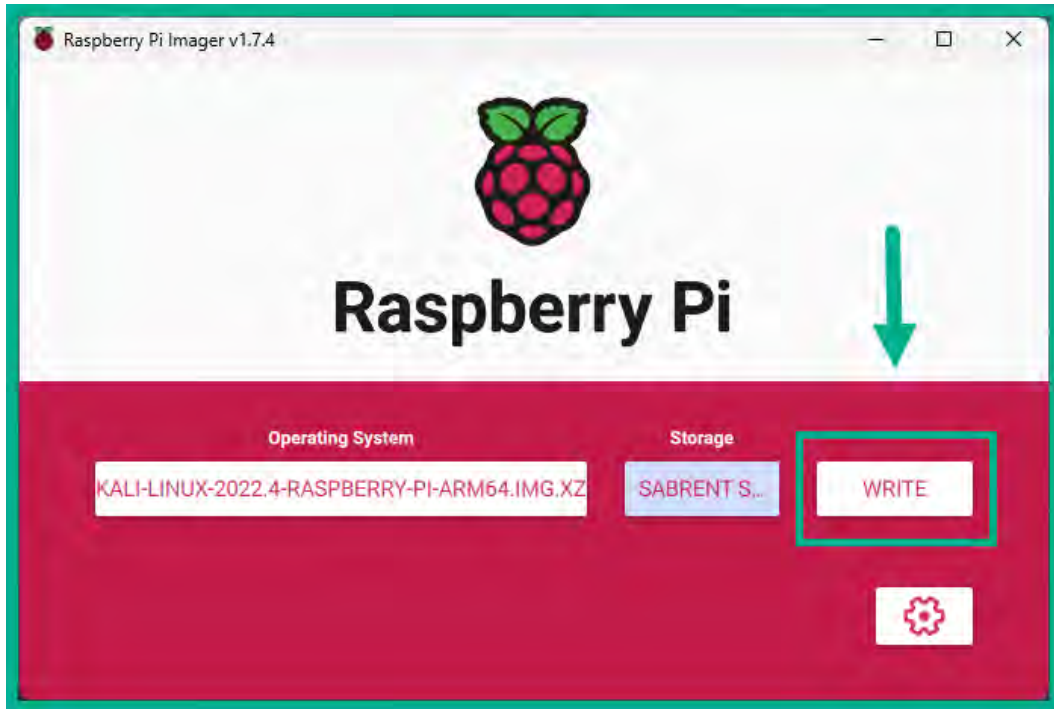 Raspberry Pi Imager v1.7.4
Raspberry Pi
Operating System
Storage
KALI-LINUX-2022.4-RASPBERRY-PI-ARM64.IMG.XZ
SABRENT S...
WRITE